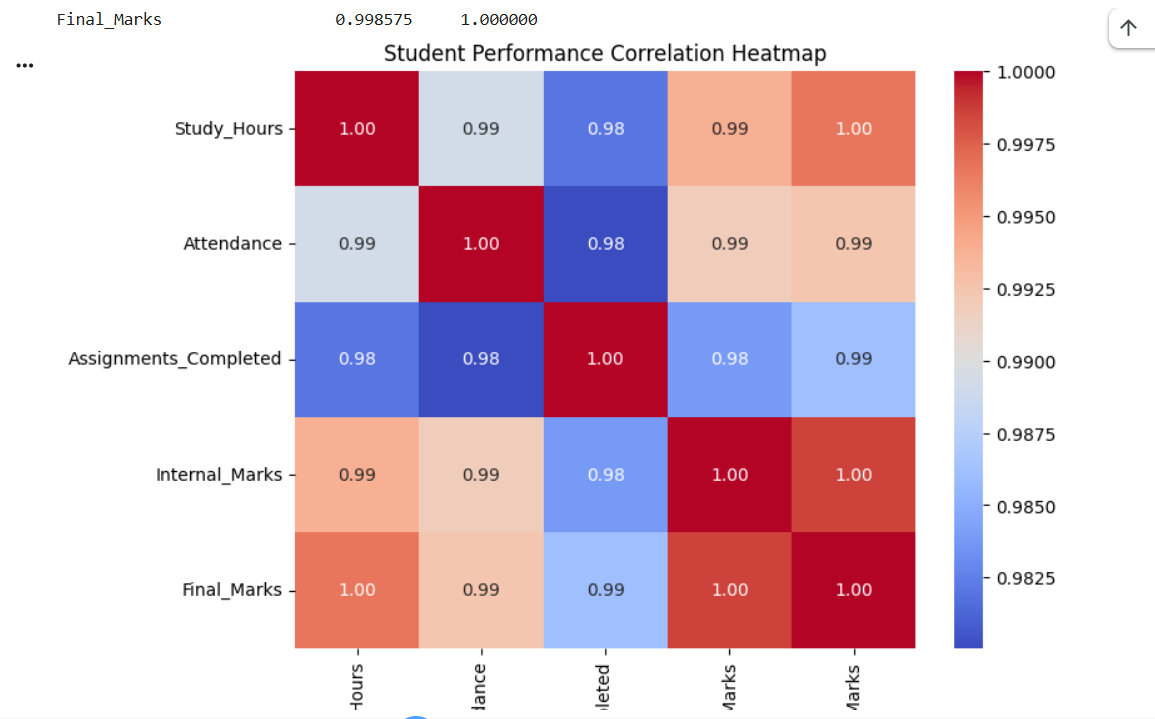 Final_Marks 0.998575 1.000000
Student Performance Correlation Heatmap
Study_Hours 1.00 0.99 0.98 0.99 1.00
Attendance 0.99 1.00 0.98 0.99 0.99
Assignments_Completed 0.98 0.98 1.00 0.98 0.99
Internal_Marks 0.99 0.99 0.98 1.00 1.00
Final_Marks 1.00 0.99 0.99 1.00 1.00
1.0000
0.9975
0.9950
0.9925
0.9900
0.9875
0.9850
0.9825